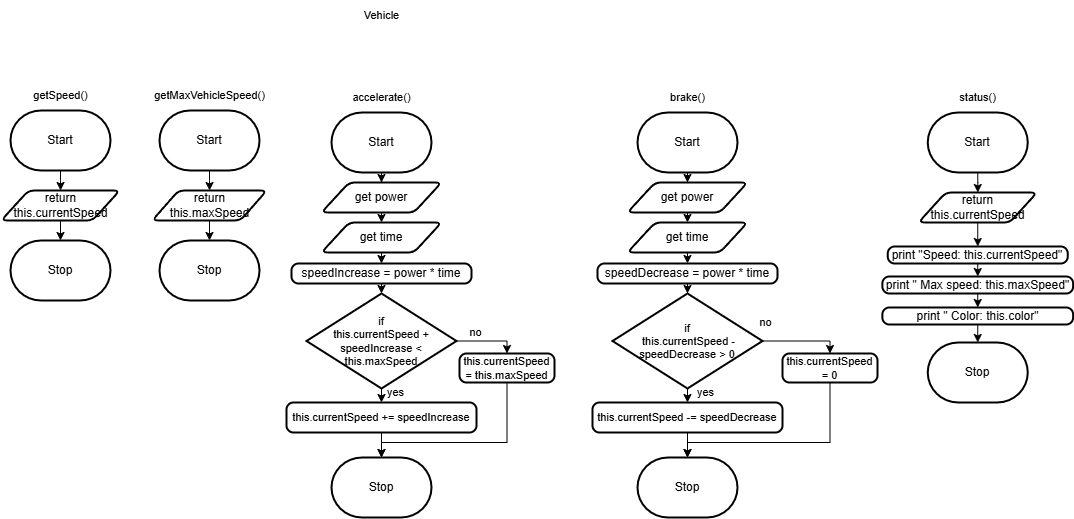 Vehicle
getSpeed()
Start
return
this.currentSpeed
Stop
getMaxVehicleSpeed()
Start
return
this.maxSpeed
Stop
accelerate()
Start
get power
get time
speedIncrease = power * time
if
this.currentSpeed +
speedIncrease <
this.maxSpeed
no
this.currentSpeed
= this.maxSpeed
yes
this.currentSpeed += speedIncrease
Stop
brake()
Start
get power
get time
speedDecrease = power * time
if
this.currentSpeed -
speedDecrease > 0
no
this.currentSpeed
= 0
yes
this.currentSpeed -= speedDecrease
Stop
status()
Start
return
this.currentSpeed
print "Speed: this.currentSpeed"
print " Max speed: this.maxSpeed"
print " Color: this.color"
Stop